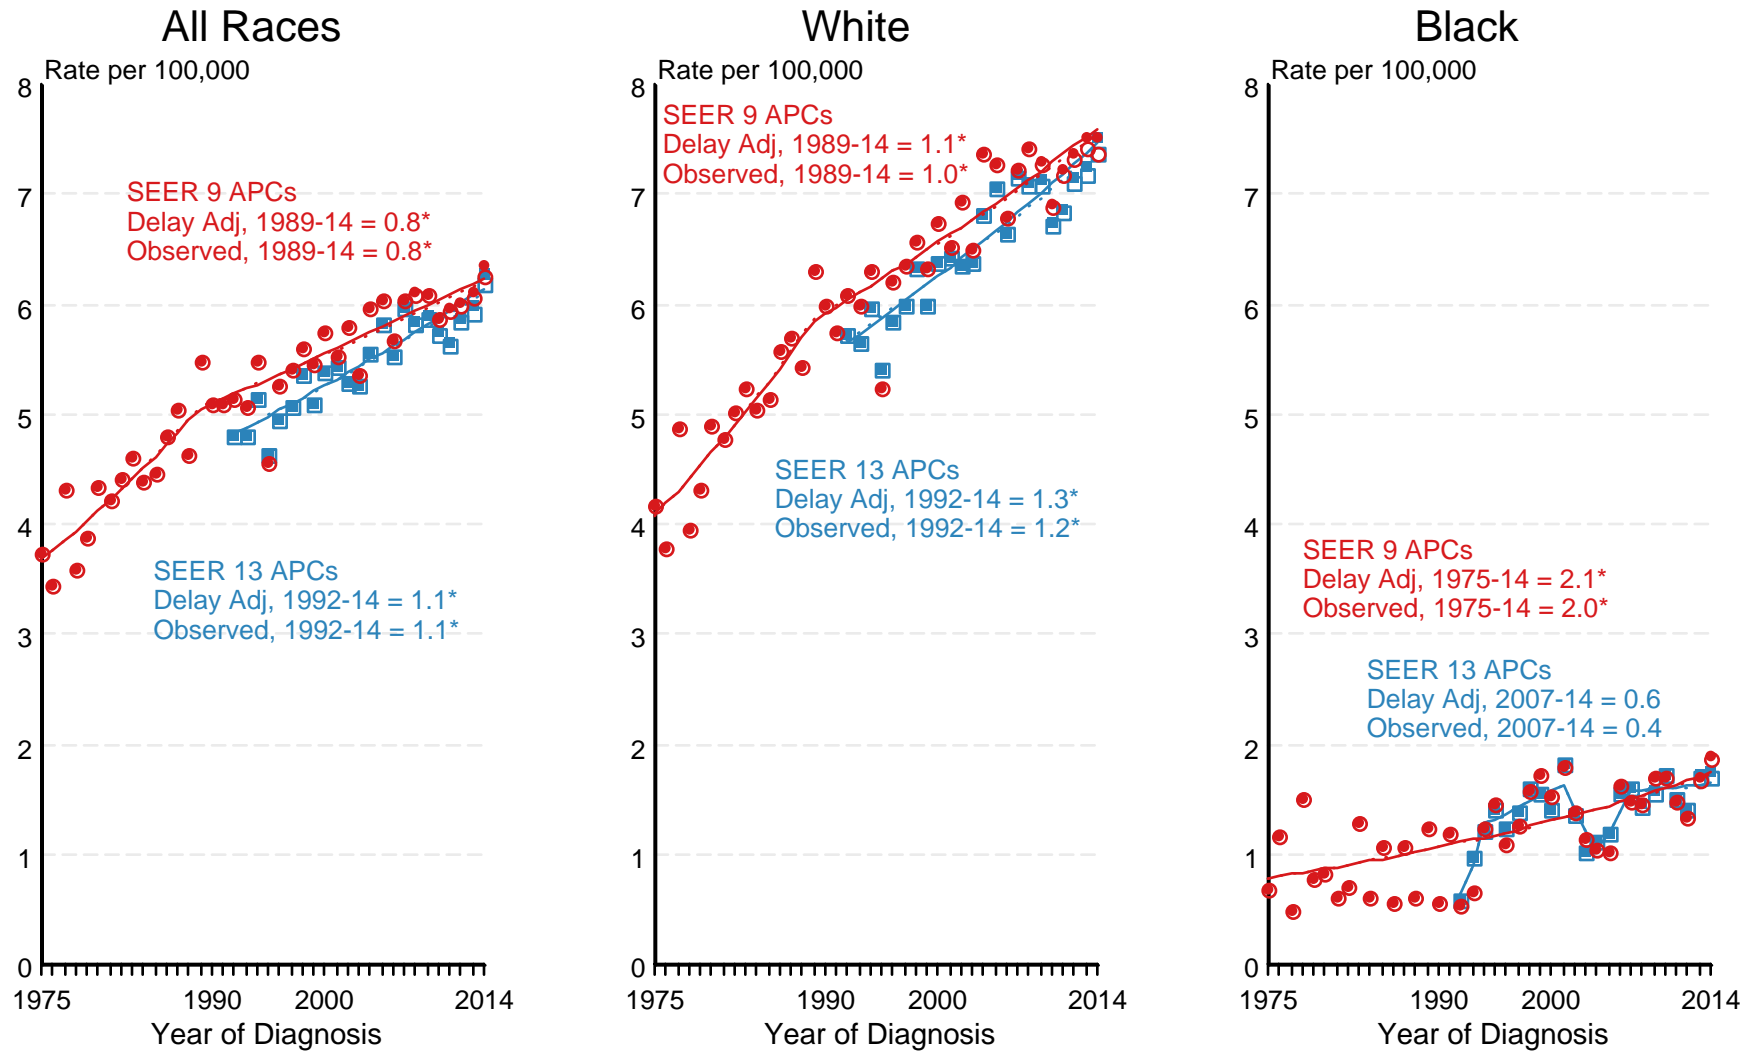 All Races
Rate per 100,000
8
7
6
5
4
3
2
1
0
SEER 9 APCs
Delay Adj, 1989-14 = 0.8*
Observed, 1989-14 = 0.8*
SEER 13 APCs
Delay Adj, 1992-14 = 1.1*
Observed, 1992-14 = 1.1*
1975 1990 2000 2014
Year of Diagnosis
White
Rate per 100,000
8
7
6
5
4
3
2
1
0
SEER 9 APCs
Delay Adj, 1989-14 = 1.1*
Observed, 1989-14 = 1.0*
SEER 13 APCs
Delay Adj, 1992-14 = 1.3*
Observed, 1992-14 = 1.2*
1975 1990 2000 2014
Year of Diagnosis
Black
Rate per 100,000
8
7
6
5
4
3
2
1
0
SEER 9 APCs
Delay Adj, 1975-14 = 2.1*
Observed, 1975-14 = 2.0*
SEER 13 APCs
Delay Adj, 2007-14 = 0.6
Observed, 2007-14 = 0.4
1975 1990 2000 2014
Year of Diagnosis